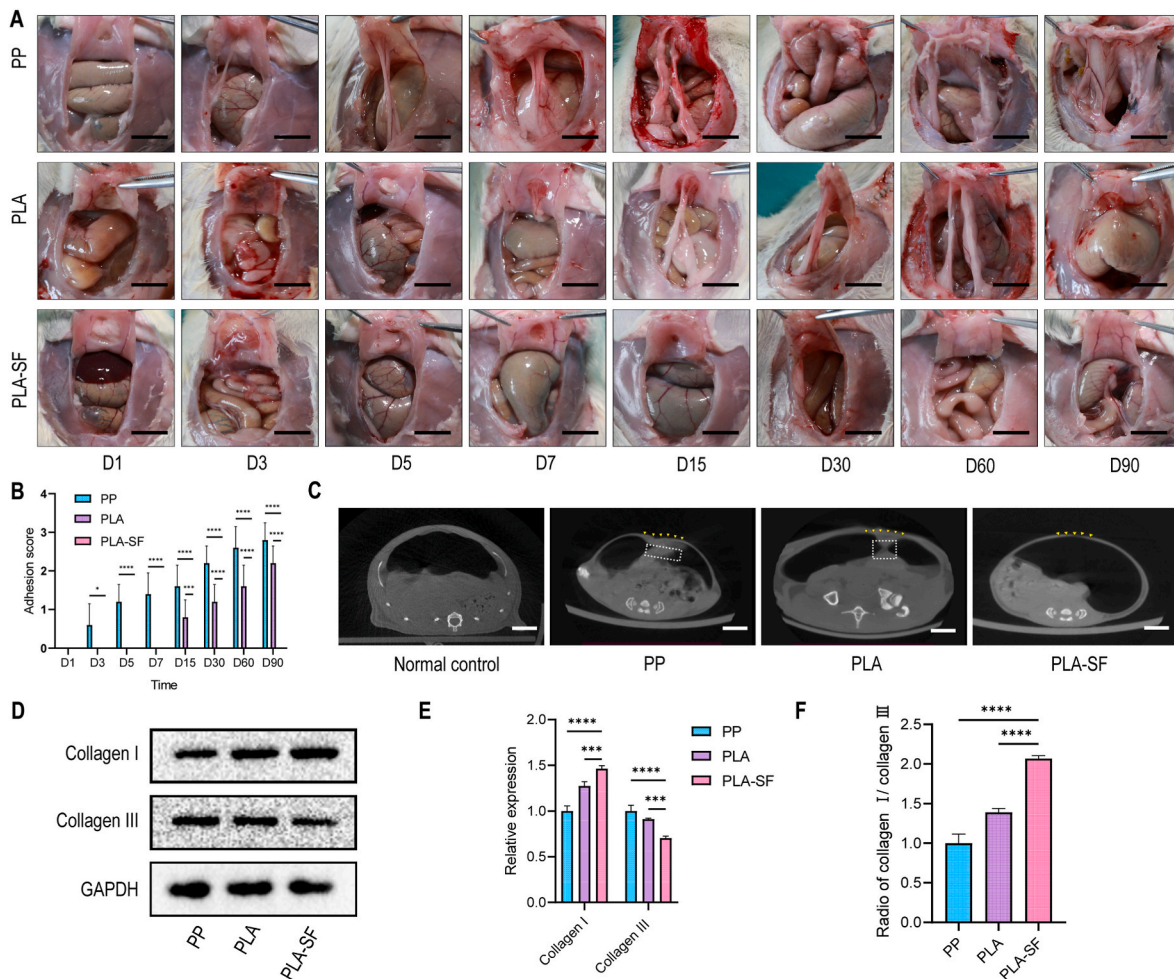 A
PP
PLA
PLA-SF
D1 D3 D5 D7 D15 D30 D60 D90
B
PP
PLA
PLA-SF
Adhesion score
4
3
2
1
0
* **** **** **** *** **** **** **** **** **** ****
D1 D3 D5 D7 D15 D30 D60 D90
Time
C
Normal control PP PLA PLA-SF
D
Collagen I
Collagen III
GAPDH
PP PLA PLA-SF
E
Relative expression
2.0
1.5
1.0
0.5
0.0
**** *** **** ***
PP
PLA
PLA-SF
Collagen I Collagen III
F
Radio of collagen Ⅰ/ collagen Ⅲ
2.5
2.0
1.5
1.0
0.5
0.0
****
****
PP PLA PLA-SF